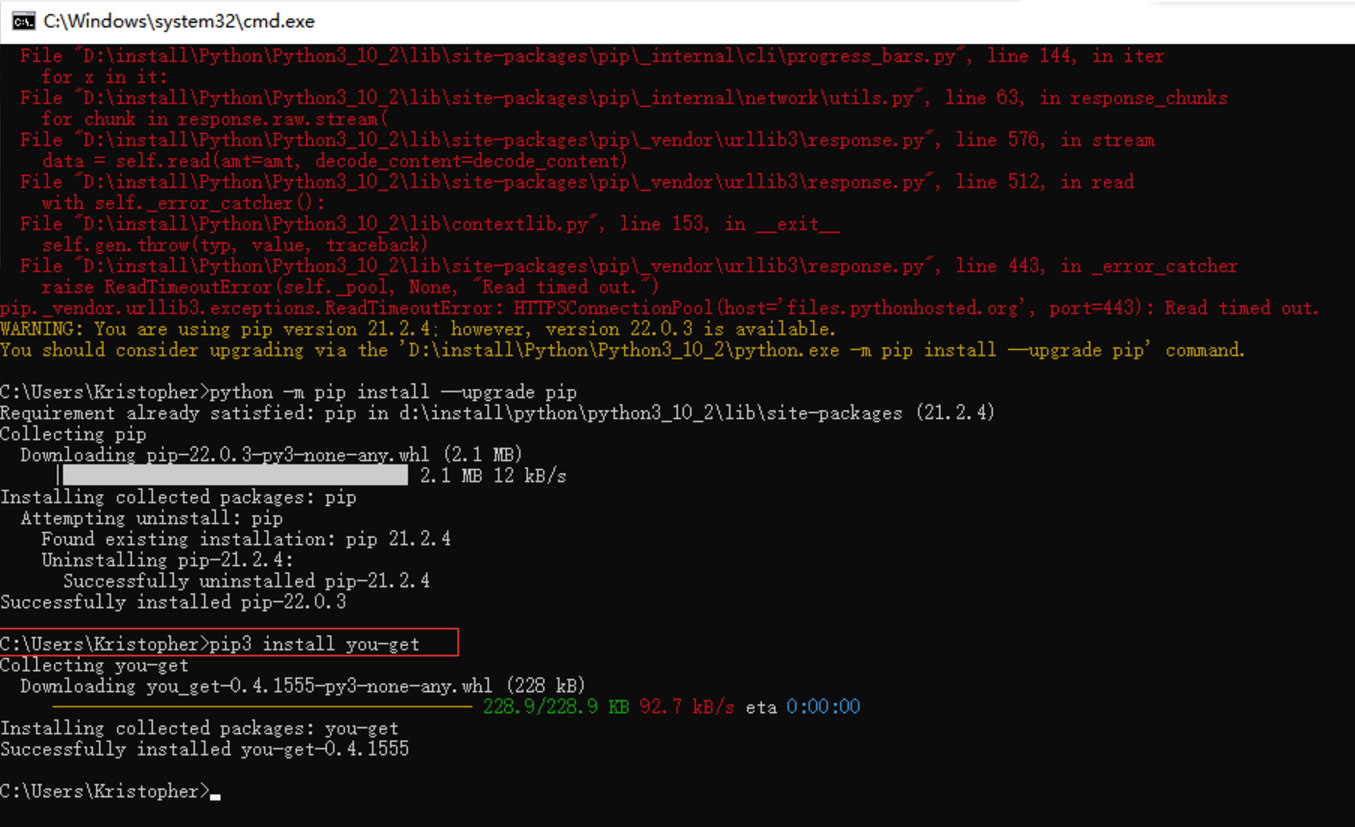 C:\Windows\system32\cmd.exe
File "D:\install\Python\Python3_10_2\lib\site-packages\pip\_internal\cli\progress_bars.py", line 144, in iter
for x in it:
File "D:\install\Python\Python3_10_2\lib\site-packages\pip\_internal\network\utils.py", line 63, in response_chunks
for chunk in response.raw.stream(
File "D:\install\Python\Python3_10_2\lib\site-packages\pip\_vendor\urllib3\response.py", line 576, in stream
data = self.read(amt=amt, decode_content=decode_content)
File "D:\install\Python\Python3_10_2\lib\site-packages\pip\_vendor\urllib3\response.py", line 512, in read
with self._error_catcher():
File "D:\install\Python\Python3_10_2\lib\contextlib.py", line 153, in __exit__
self.gen.throw(typ, value, traceback)
File "D:\install\Python\Python3_10_2\lib\site-packages\pip\_vendor\urllib3\response.py", line 443, in _error_catcher
raise ReadTimeoutError(self._pool, None, "Read timed out.")
pip._vendor.urllib3.exceptions.ReadTimeoutError: HTTPSConnectionPool(host='files.pythonhosted.org', port=443): Read timed out.
WARNING: You are using pip version 21.2.4; however, version 22.0.3 is available.
You should consider upgrading via the 'D:\install\Python\Python3_10_2\python.exe -m pip install --upgrade pip' command.
C:\Users\Kristopher>python -m pip install --upgrade pip
Requirement already satisfied: pip in d:\install\python\python3_10_2\lib\site-packages (21.2.4)
Collecting pip
Downloading pip-22.0.3-py3-none-any.whl (2.1 MB)
| 2.1 MB 12 kB/s
Installing collected packages: pip
Attempting uninstall: pip
Found existing installation: pip 21.2.4
Uninstalling pip-21.2.4:
Successfully uninstalled pip-21.2.4
Successfully installed pip-22.0.3
C:\Users\Kristopher>pip3 install you-get
Collecting you-get
Downloading you_get-0.4.1555-py3-none-any.whl (228 kB)
228.9/228.9 KB 92.7 kB/s eta 0:00:00
Installing collected packages: you-get
Successfully installed you-get-0.4.1555
C:\Users\Kristopher>